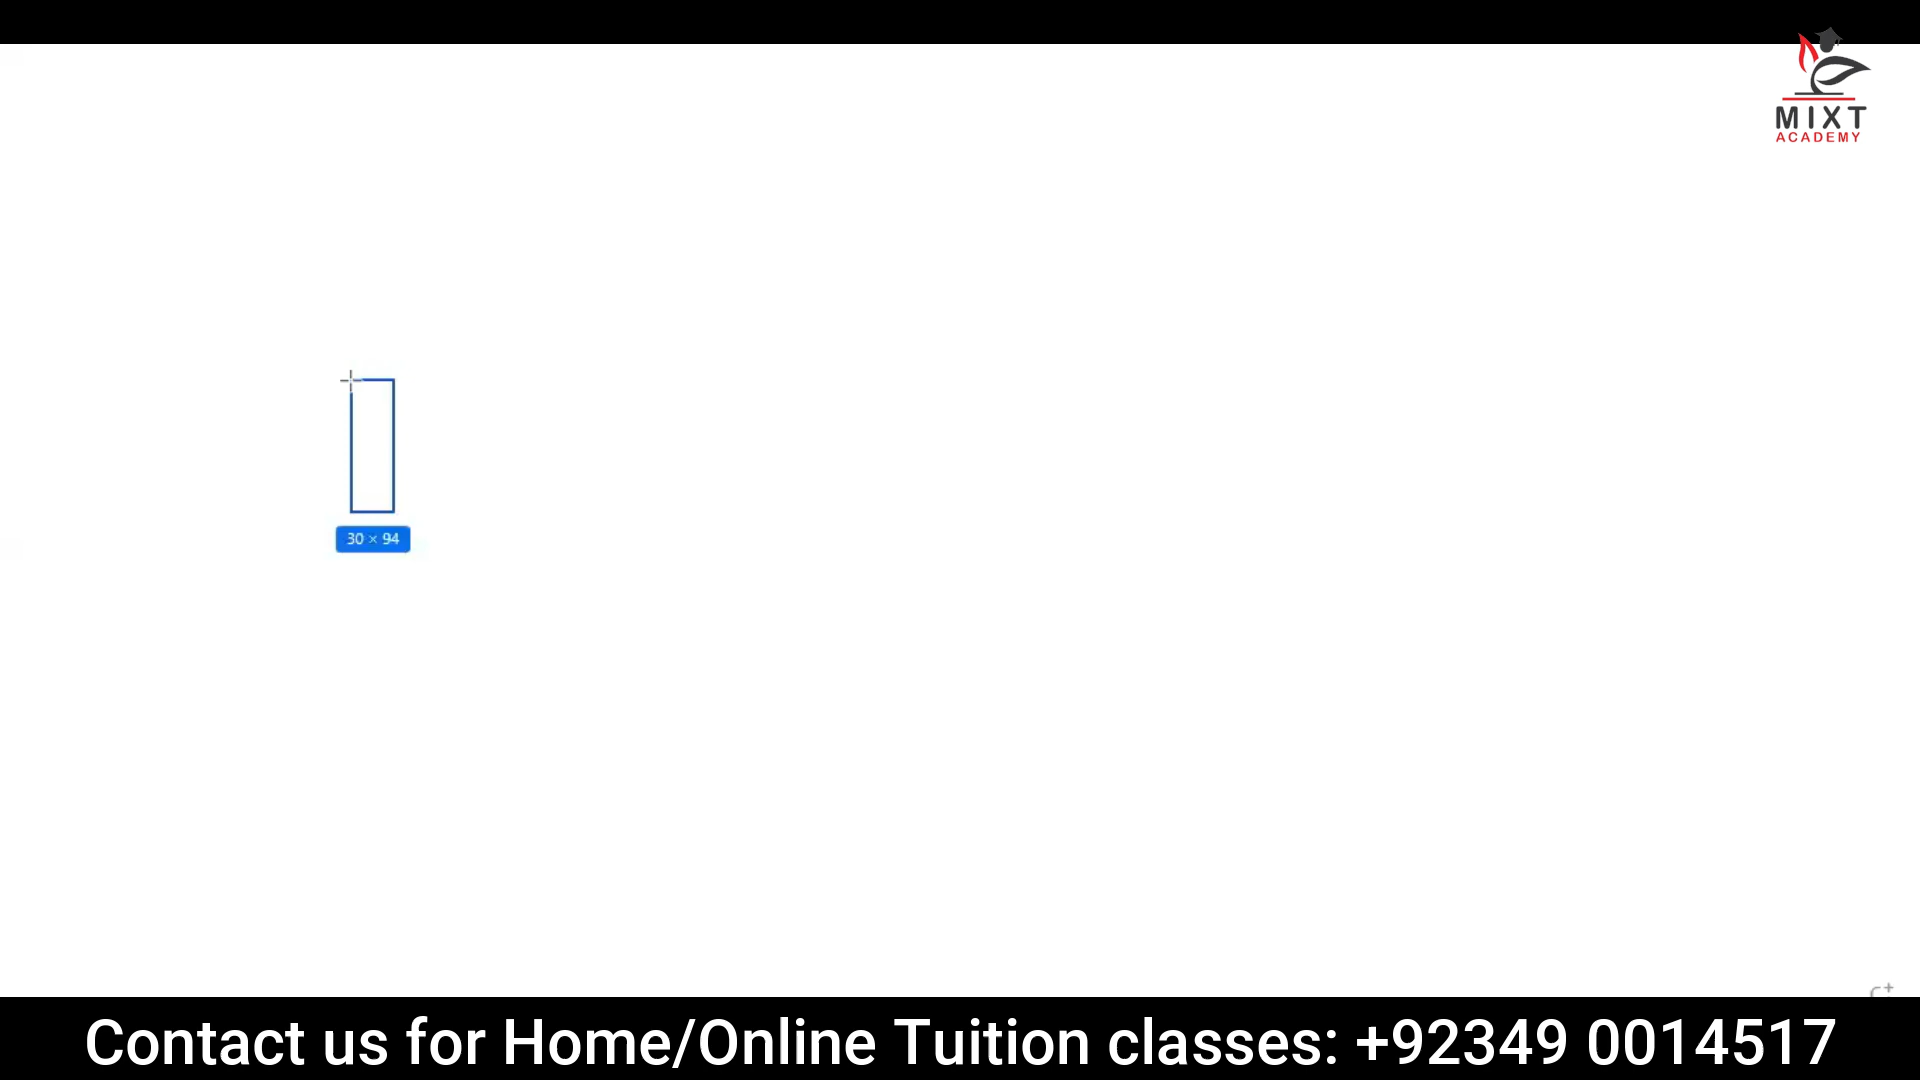 MIXT
ACADEMY
30 × 94
Contact us for Home/Online Tuition classes: +92349 0014517